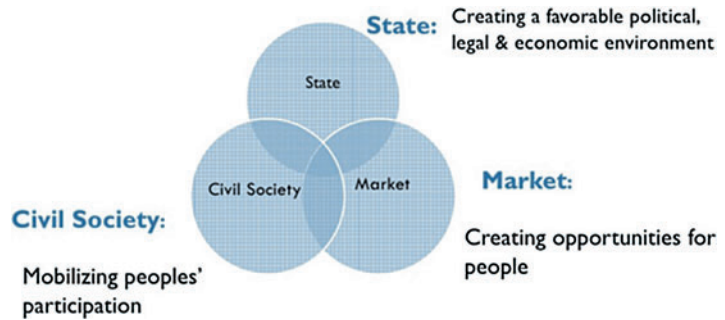 State:
Creating a favorable political,
legal & economic environment
State
Civil Society
Market
Market:
Creating opportunities for
people
Civil Society:
Mobilizing peoples'
participation